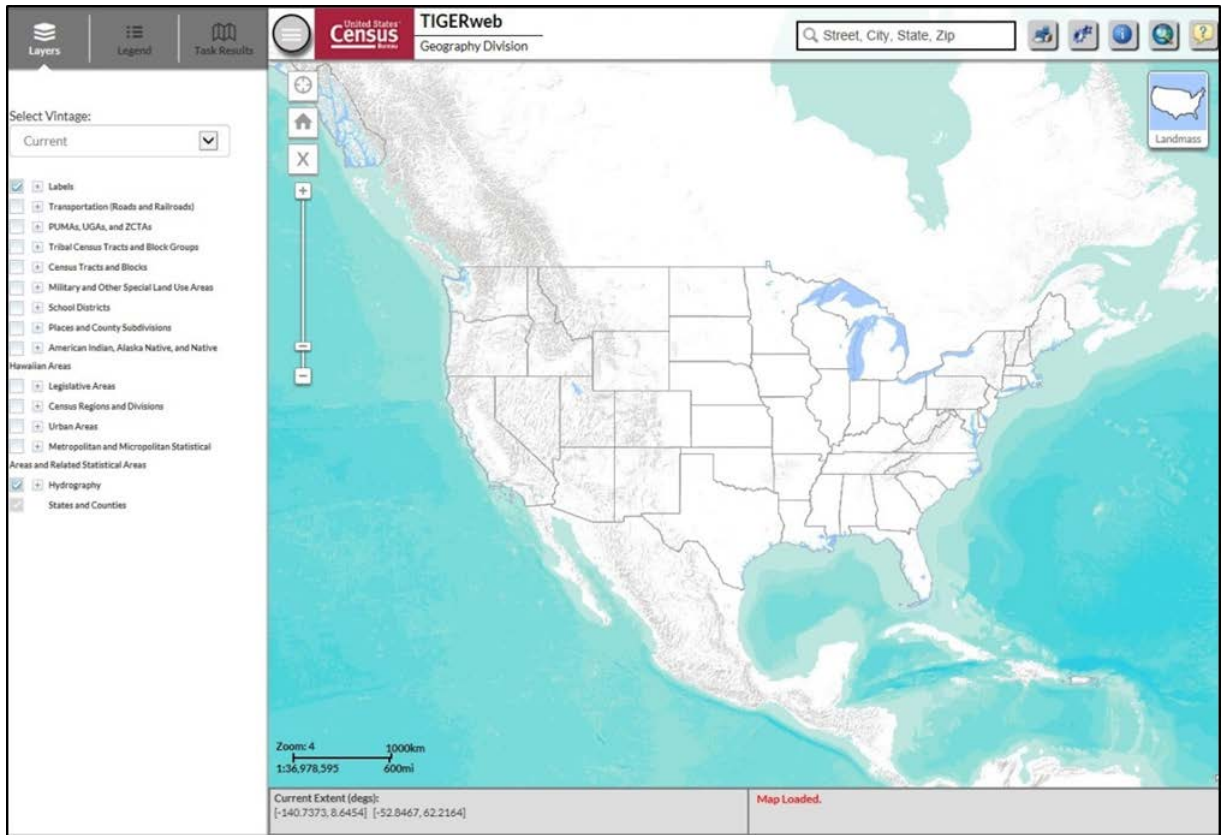 Layers
Legend
Task Results
United States®
Census
Bureau
TIGERweb
Geography Division
Street, City, State, Zip
Landmass
Select Vintage:
Current
Labels
Transportation (Roads and Railroads)
PUMAs, UGAs, and ZCTAs
Tribal Census Tracts and Block Groups
Census Tracts and Blocks
Military and Other Special Land Use Areas
School Districts
Places and County Subdivisions
American Indian, Alaska Native, and Native
Hawaiian Areas
Legislative Areas
Census Regions and Divisions
Urban Areas
Metropolitan and Micropolitan Statistical
Areas and Related Statistical Areas
Hydrography
States and Counties
Zoom: 4 1000km
1:36,978,595 600mi
Current Extent (degs):
[-140.7373, 8.6454] [-52.8467, 62.2164]
Map Loaded.